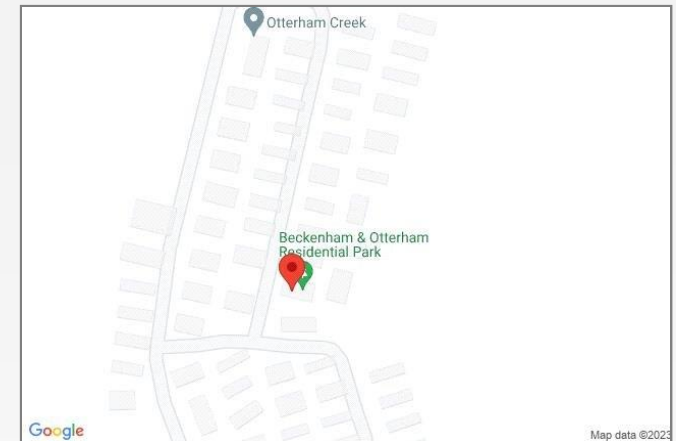 Otterham Creek
Beckenham & Otterham
Residential Park
Google
Map data ©2023